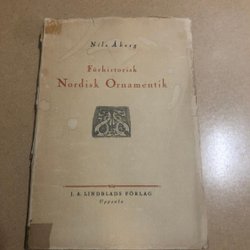 Nils Åberg
Förhistorisk
Nordisk Ornamentik
J. A. LINDBLADS FÖRLAG
Uppsala